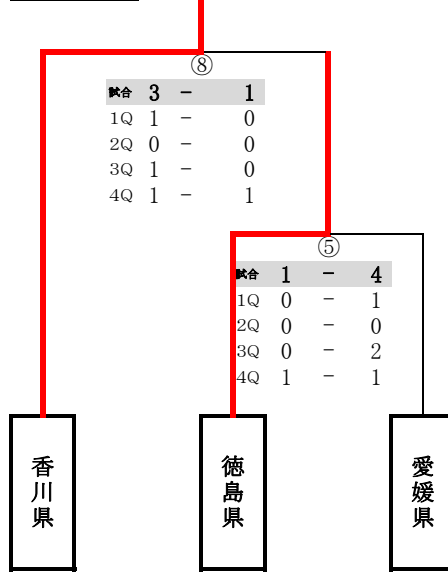 ⑧
試合 3 － 1
1Q 1 － 0
2Q 0 － 0
3Q 1 － 0
4Q 1 － 1
⑤
試合 1 － 4
1Q 0 － 1
2Q 0 － 0
3Q 0 － 2
4Q 1 － 1
香川県
徳島県
愛媛県